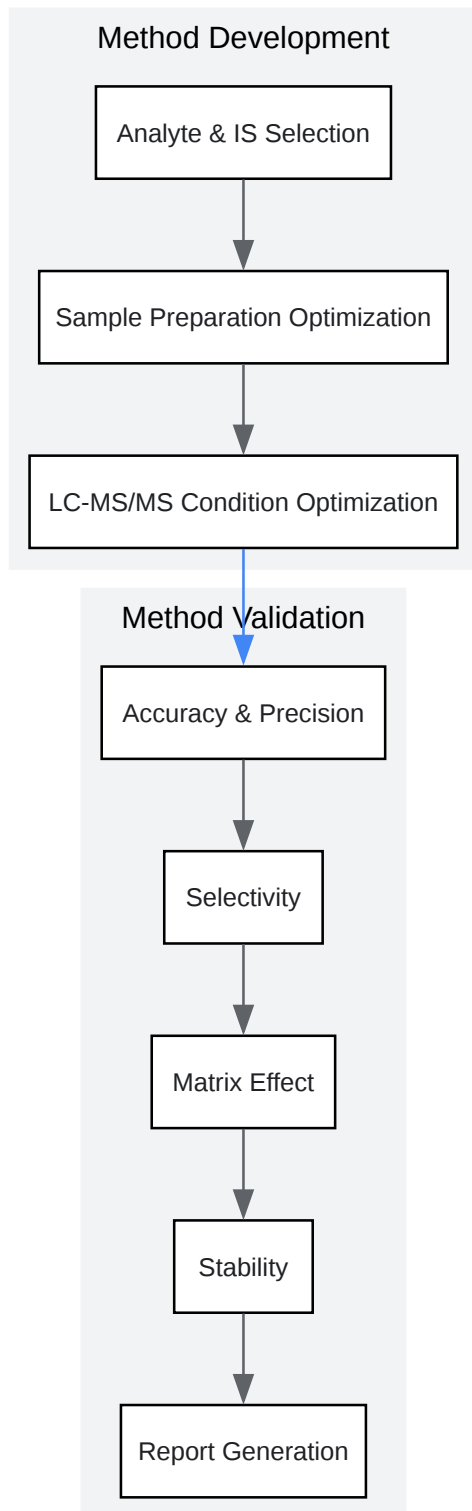 Method Development
Analyte & IS Selection
Sample Preparation Optimization
LC-MS/MS Condition Optimization
Method Validation
Accuracy & Precision
Selectivity
Matrix Effect
Stability
Report Generation